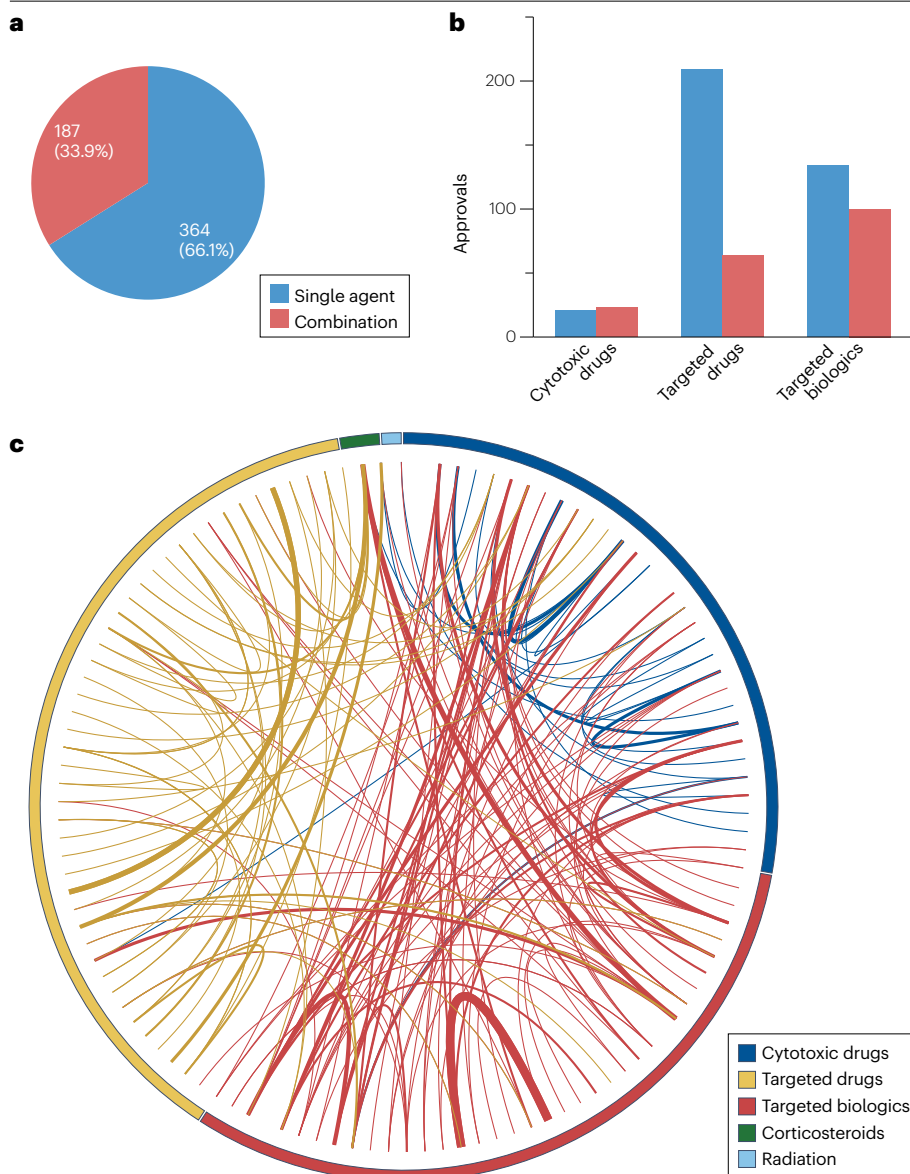 a
187
(33.9%)
364
(66.1%)
Single agent
Combination
b
Approvals
200
100
0
Cytotoxic
drugs
Targeted
drugs
Targeted
biologics
c
Cytotoxic drugs
Targeted drugs
Targeted biologics
Corticosteroids
Radiation